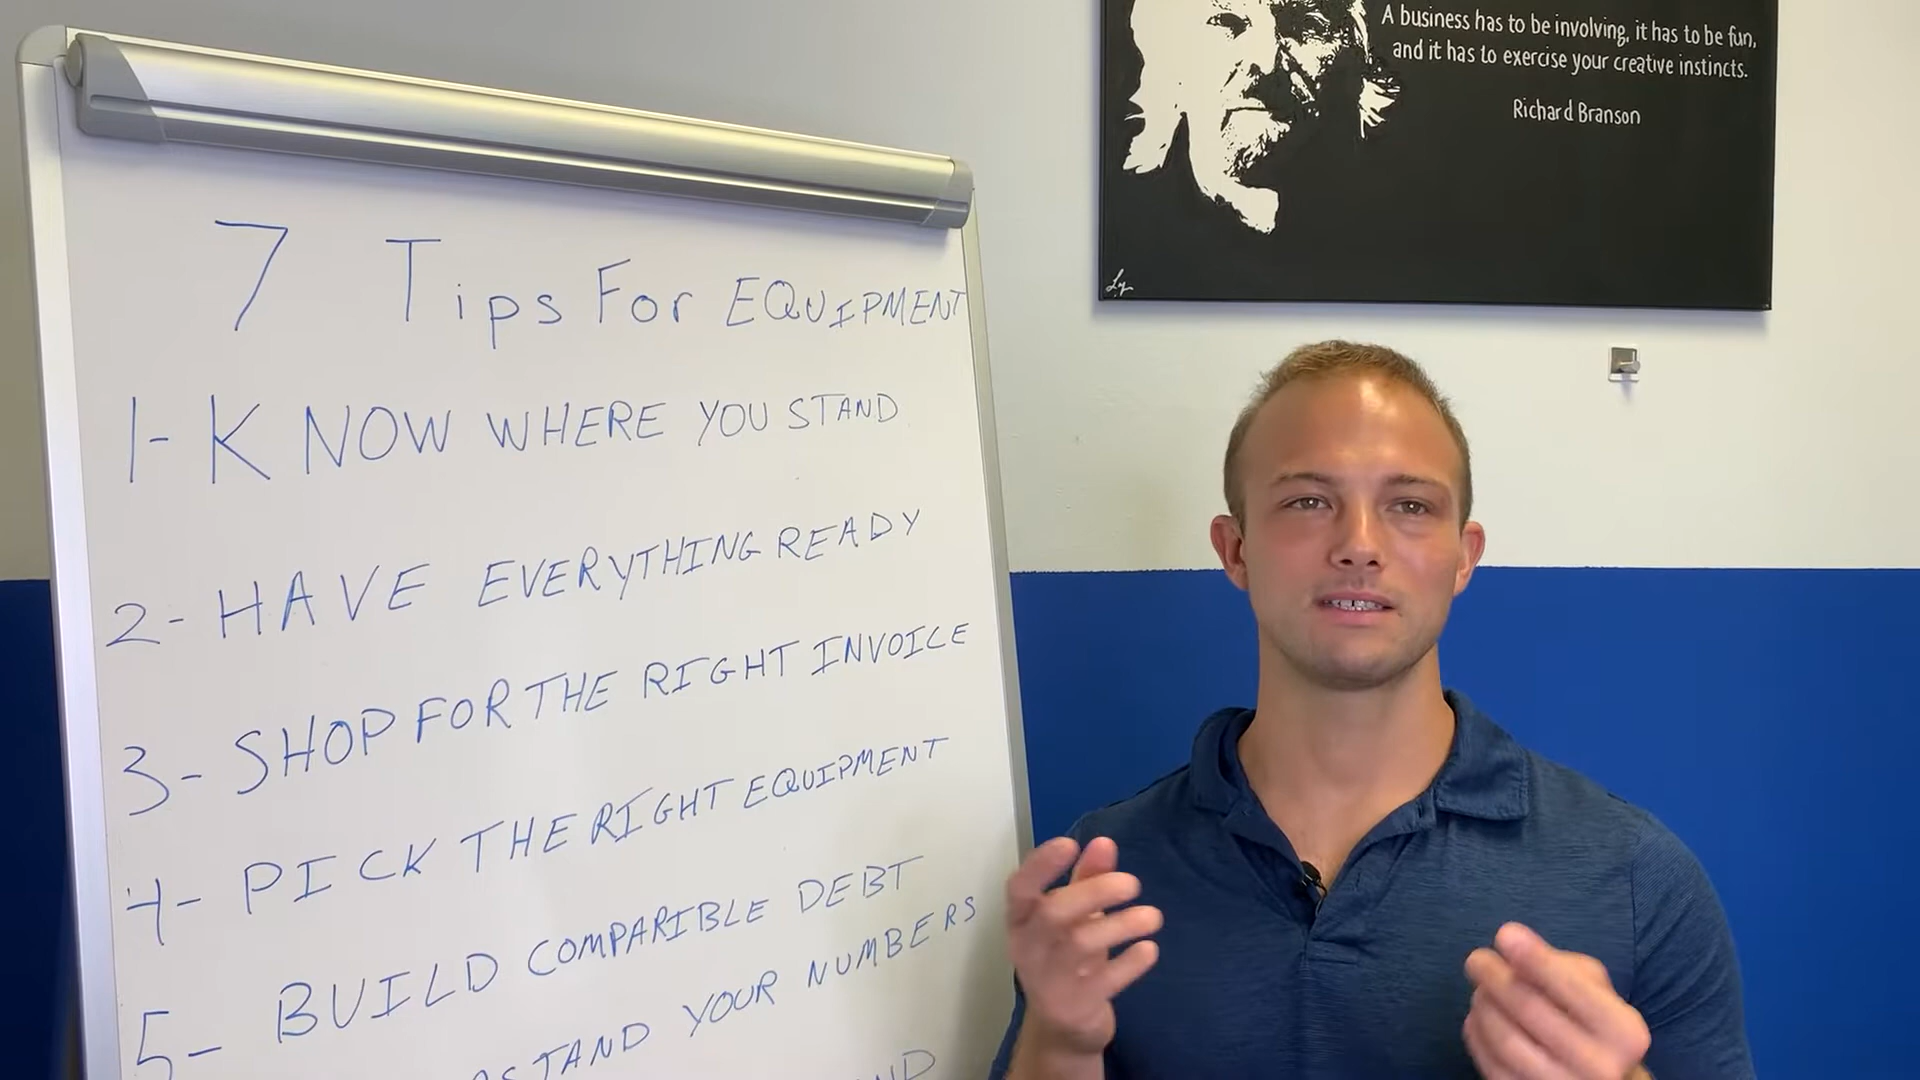 7 Tips For EQUIPMENT
1- KNOW WHERE YOU STAND
2- HAVE EVERYTHING READY
3- SHOP FOR THE RIGHT INVOICE
4- PICK THE RIGHT EQUIPMENT
5- BUILD COMPARIBLE DEBT
YOUR NUMBERS
A business has to be involving, it has to be fun,
and it has to exercise your creative instincts.
Richard Branson